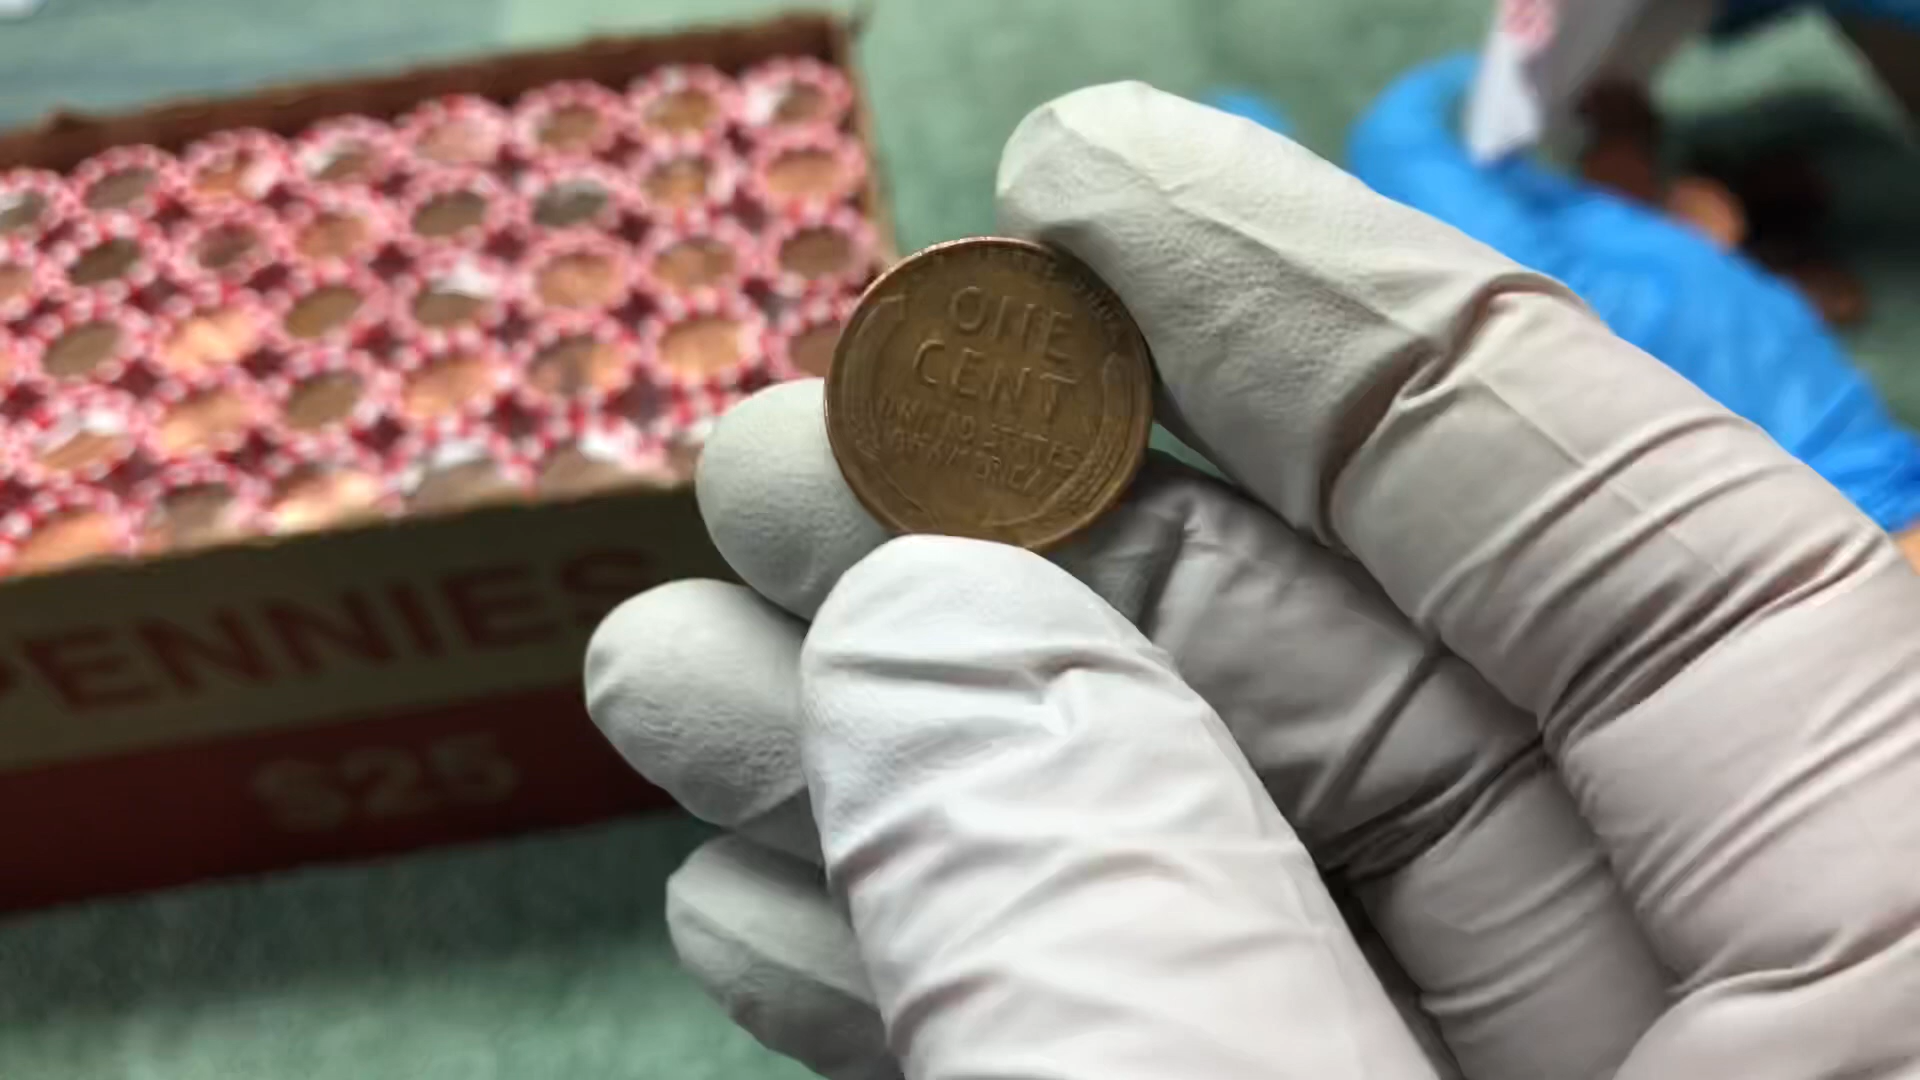 ONE
CENT
UNITED STATES
OF AMERICA
PENNIES
$25